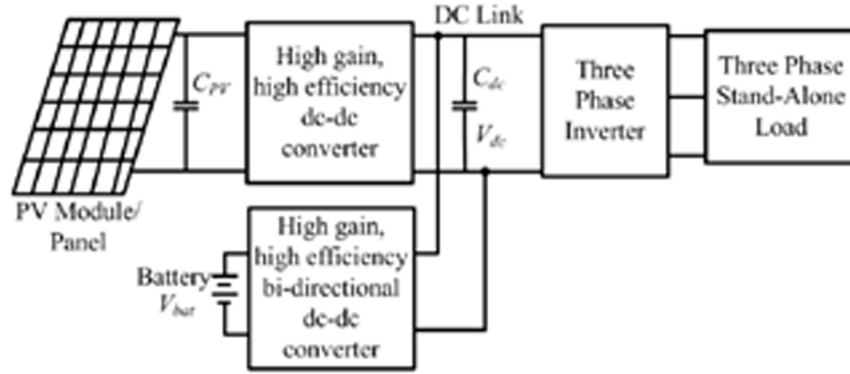 DC Link
High gain,
high efficiency
dc-dc
converter
C_PV
C_dc
V_dc
Three
Phase
Inverter
Three Phase
Stand-Alone
Load
PV Module/
Panel
High gain,
high efficiency
bi-directional
dc-dc
converter
Battery
V_bat